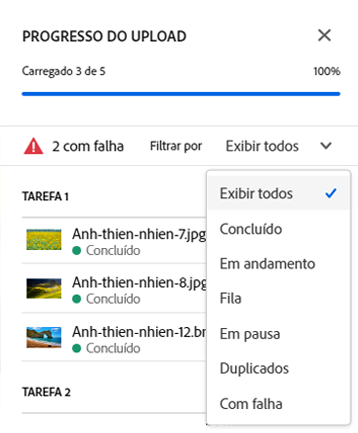 PROGRESSO DO UPLOAD
Carregado 3 de 5 100%
2 com falha Filtrar por Exibir todos
Exibir todos
Concluído
Em andamento
Fila
Em pausa
Duplicados
Com falha
TAREFA 1
Anh-thien-nhien-7.jpg
Concluído
Anh-thien-nhien-8.jpg
Concluído
Anh-thien-nhien-12.br
Concluído
TAREFA 2